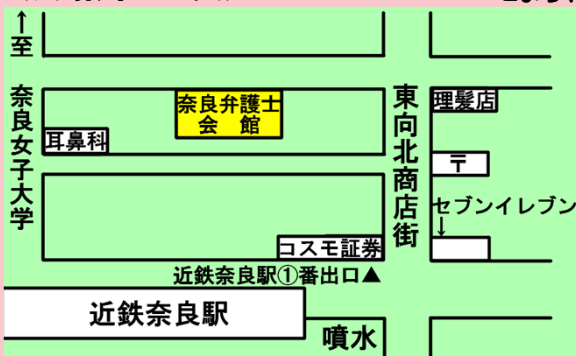 ↑至
奈良女子大学
奈良弁護士
会館
耳鼻科
東向北商店街
理髪店
〒
セブンイレブン
↓
コスモ証券
近鉄奈良駅①番出口▲
近鉄奈良駅
噴水